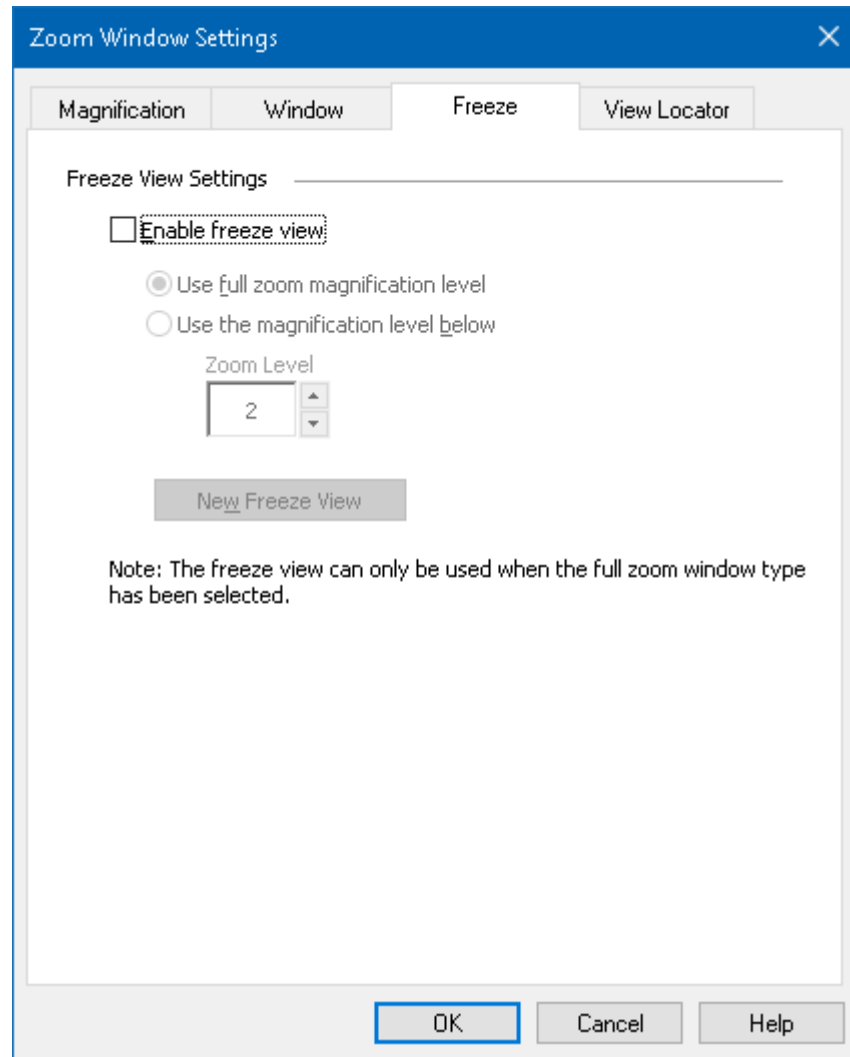 Zoom Window Settings
Magnification Window Freeze View Locator
Freeze View Settings
Enable freeze view
Use full zoom magnification level
Use the magnification level below
Zoom Level
2
New Freeze View
Note: The freeze view can only be used when the full zoom window type
has been selected.
OK Cancel Help